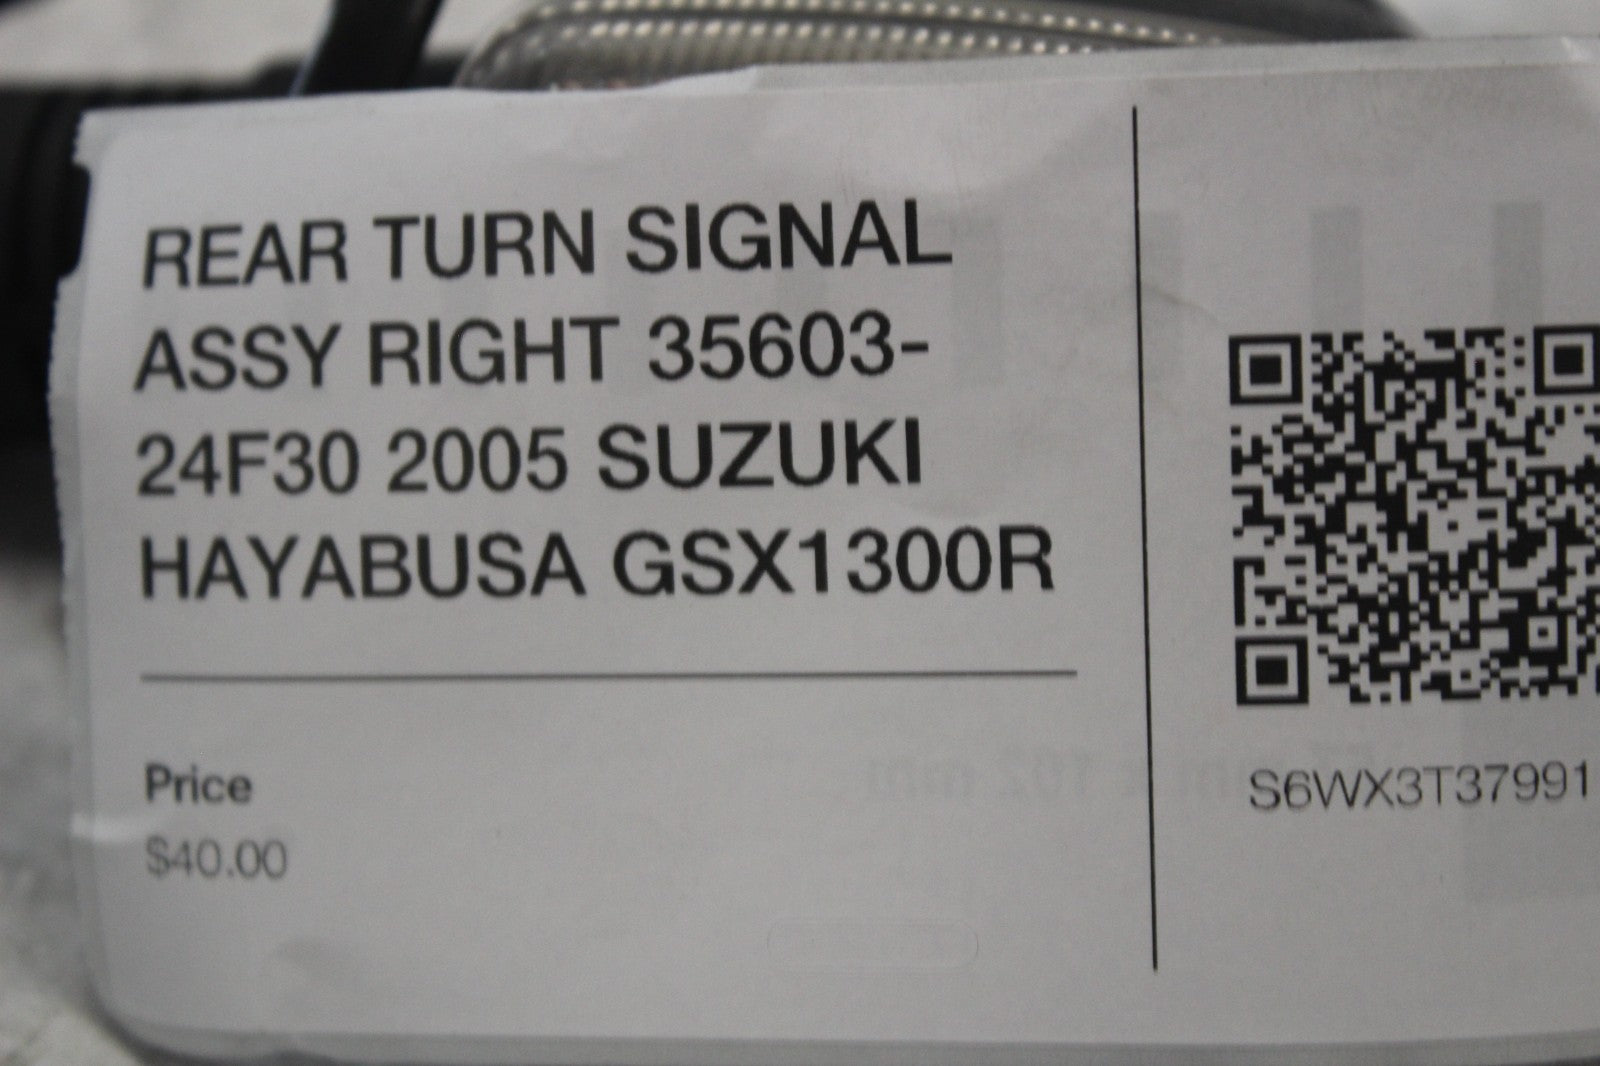 REAR TURN SIGNAL
ASSY RIGHT 35603-
24F30 2005 SUZUKI
HAYABUSA GSX1300R
Price
$40.00
S6WX3T37991